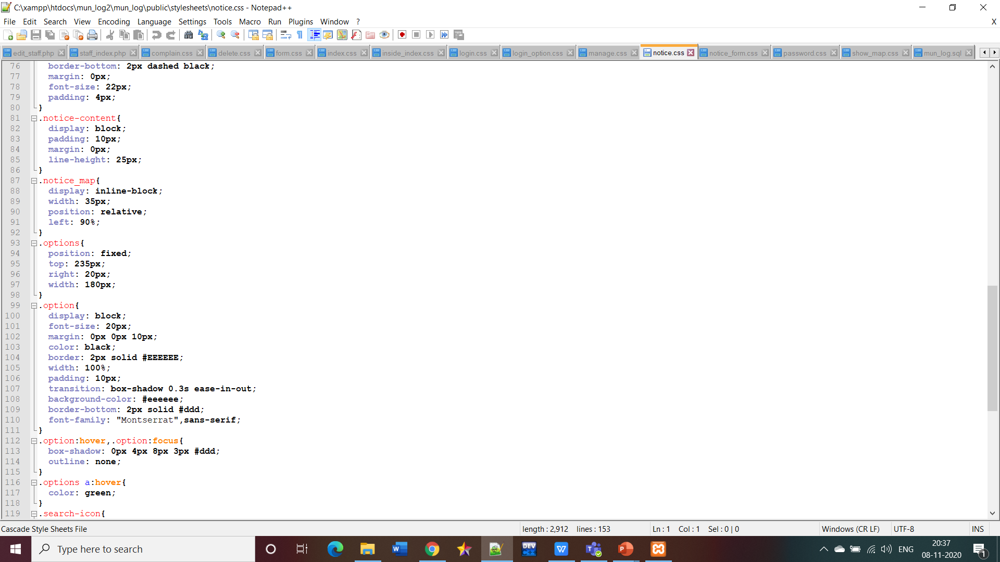 C:\xampp\htdocs\mun_log2\mun_log\public\stylesheets\notice.css - Notepad++
File Edit Search View Encoding Language Settings Tools Macro Run Plugins Window ? X
edit_staff.php staff_index.php complain.css delete.css form.css index.css inside_index.css login.css login_option.css manage.css notice.css notice_form.css password.css show_map.css mun_log.sql
76 border-bottom: 2px dashed black;
77 margin: 0px;
78 font-size: 22px;
79 padding: 4px;
80 }
81 .notice-content{
82 display: block;
83 padding: 10px;
84 margin: 0px;
85 line-height: 25px;
86 }
87 .notice_map{
88 display: inline-block;
89 width: 35px;
90 position: relative;
91 left: 90%;
92 }
93 .options{
94 position: fixed;
95 top: 235px;
96 right: 20px;
97 width: 180px;
98 }
99 .option{
100 display: block;
101 font-size: 20px;
102 margin: 0px 0px 10px;
103 color: black;
104 border: 2px solid #EEEEEE;
105 width: 100%;
106 padding: 10px;
107 transition: box-shadow 0.3s ease-in-out;
108 background-color: #eeeeee;
109 border-bottom: 2px solid #ddd;
110 font-family: "Montserrat",sans-serif;
111 }
112 .option:hover,.option:focus{
113 box-shadow: 0px 4px 8px 3px #ddd;
114 outline: none;
115 }
116 .options a:hover{
117 color: green;
118 }
119 .search-icon{
Cascade Style Sheets File length : 2,912 lines : 153 Ln : 1 Col : 1 Sel : 0 | 0 Windows (CR LF) UTF-8 INS
Type here to search
DEV C++
ENG
20:37
08-11-2020
1